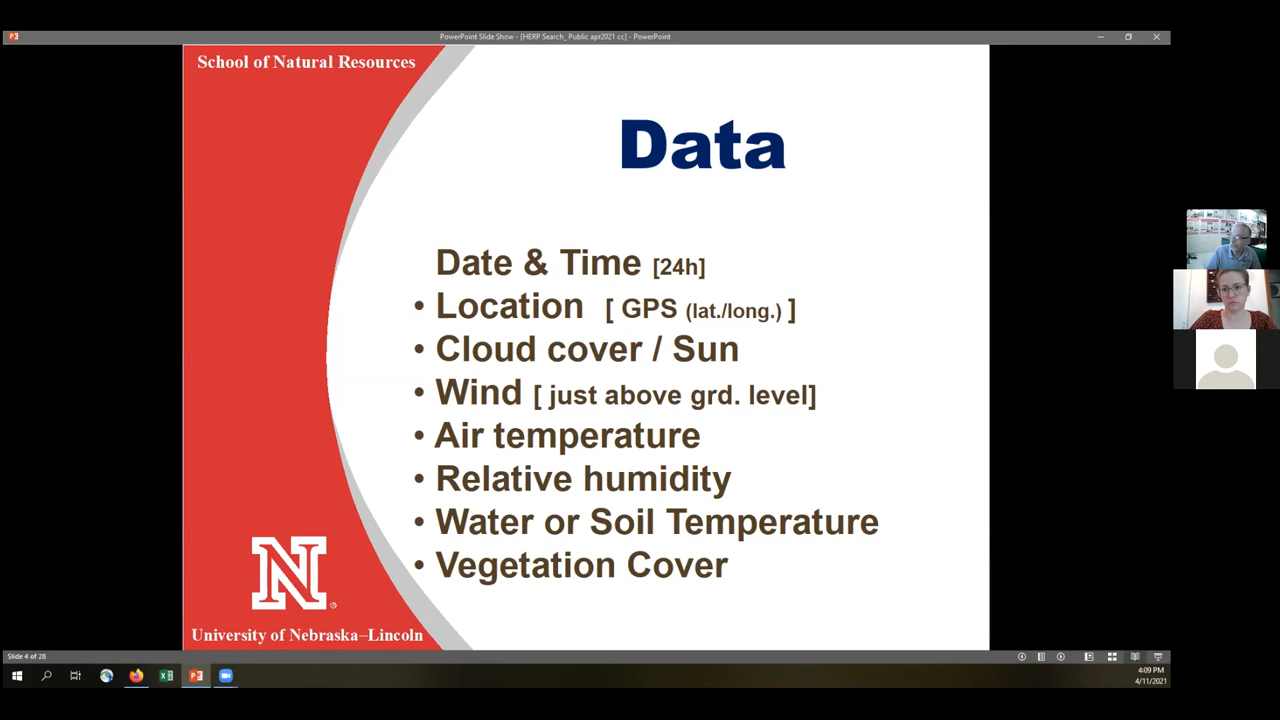 PowerPoint Slide Show - [HERP Search_ Public apr2021 cc] - PowerPoint
School of Natural Resources
Data
Date & Time [24h]
• Location [ GPS (lat./long.) ]
• Cloud cover / Sun
• Wind [ just above grd. level]
• Air temperature
• Relative humidity
• Water or Soil Temperature
• Vegetation Cover
N
University of Nebraska–Lincoln
Slide 4 of 28
4:09 PM
4/11/2021